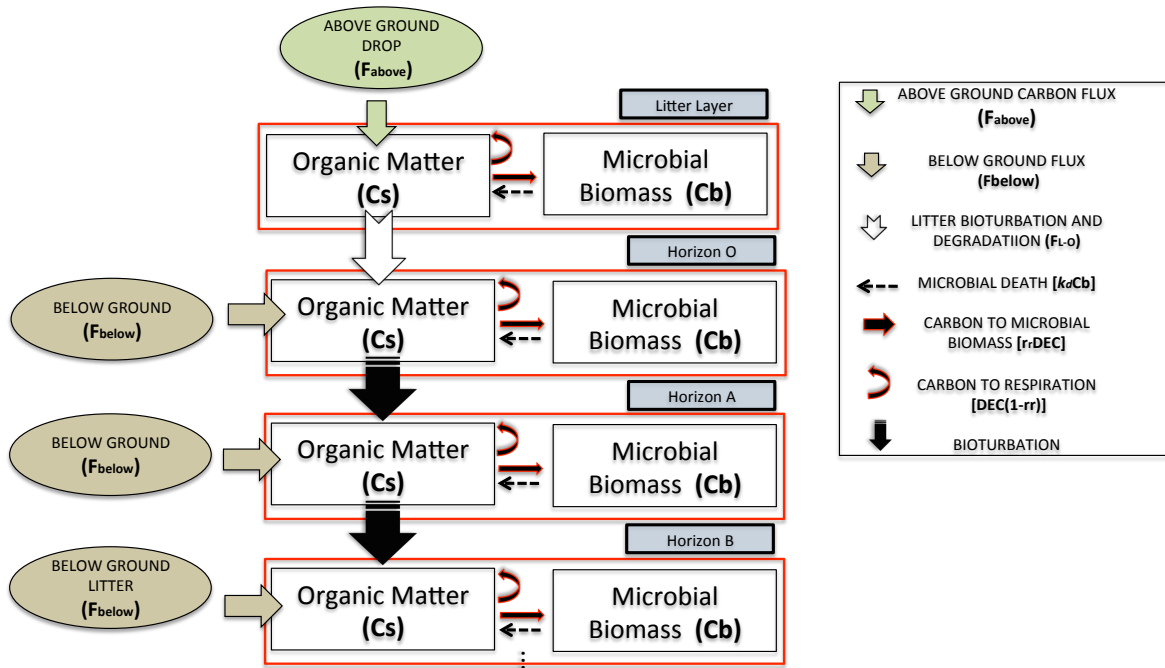 ABOVE GROUND
DROP
(Fabove)
Litter Layer
Organic Matter
(Cs)
Microbial
Biomass (Cb)
Horizon O
BELOW GROUND
(Fbelow)
Organic Matter
(Cs)
Microbial
Biomass (Cb)
Horizon A
BELOW GROUND
(Fbelow)
Organic Matter
(Cs)
Microbial
Biomass (Cb)
Horizon B
BELOW GROUND
LITTER
(Fbelow)
Organic Matter
(Cs)
Microbial
Biomass (Cb)
ABOVE GROUND CARBON FLUX
(Fabove)
BELOW GROUND FLUX
(Fbelow)
LITTER BIOTURBATION AND
DEGRADATIION (FL-O)
MICROBIAL DEATH [kdCb]
CARBON TO MICROBIAL
BIOMASS [rrDEC]
CARBON TO RESPIRATION
[DEC(1-rr)]
BIOTURBATION